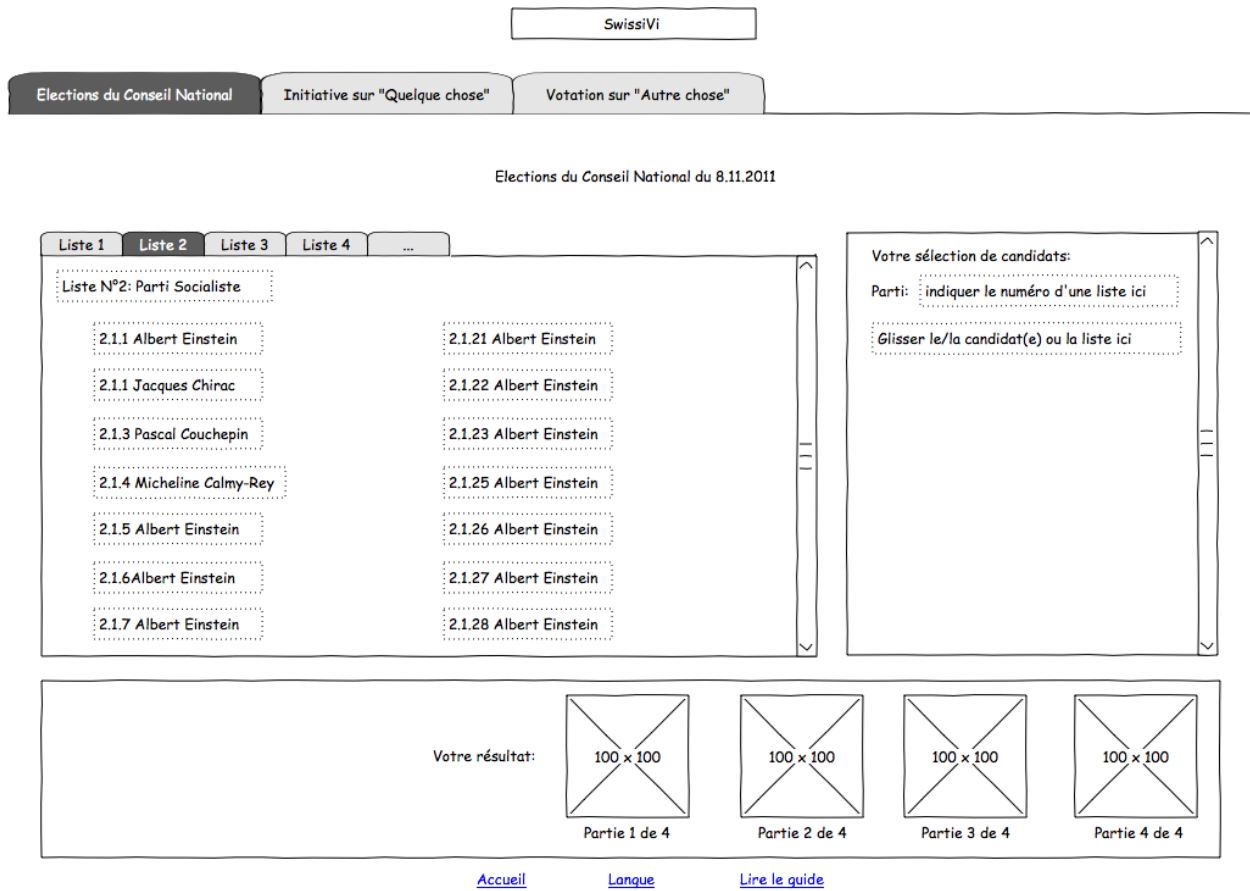 SwissiVi
Elections du Conseil National
Initiative sur "Quelque chose"
Votation sur "Autre chose"
Elections du Conseil National du 8.11.2011
Liste 1
Liste 2
Liste 3
Liste 4
...
Liste N°2: Parti Socialiste
2.1.1 Albert Einstein
2.1.1 Jacques Chirac
2.1.3 Pascal Couchepin
2.1.4 Micheline Calmy-Rey
2.1.5 Albert Einstein
2.1.6Albert Einstein
2.1.7 Albert Einstein
2.1.21 Albert Einstein
2.1.22 Albert Einstein
2.1.23 Albert Einstein
2.1.25 Albert Einstein
2.1.26 Albert Einstein
2.1.27 Albert Einstein
2.1.28 Albert Einstein
Votre sélection de candidats:
Parti: indiquer le numéro d'une liste ici
Glisser le/la candidat(e) ou la liste ici
Votre résultat:
100 x 100
Partie 1 de 4
100 x 100
Partie 2 de 4
100 x 100
Partie 3 de 4
100 x 100
Partie 4 de 4
Accueil
Langue
Lire le guide